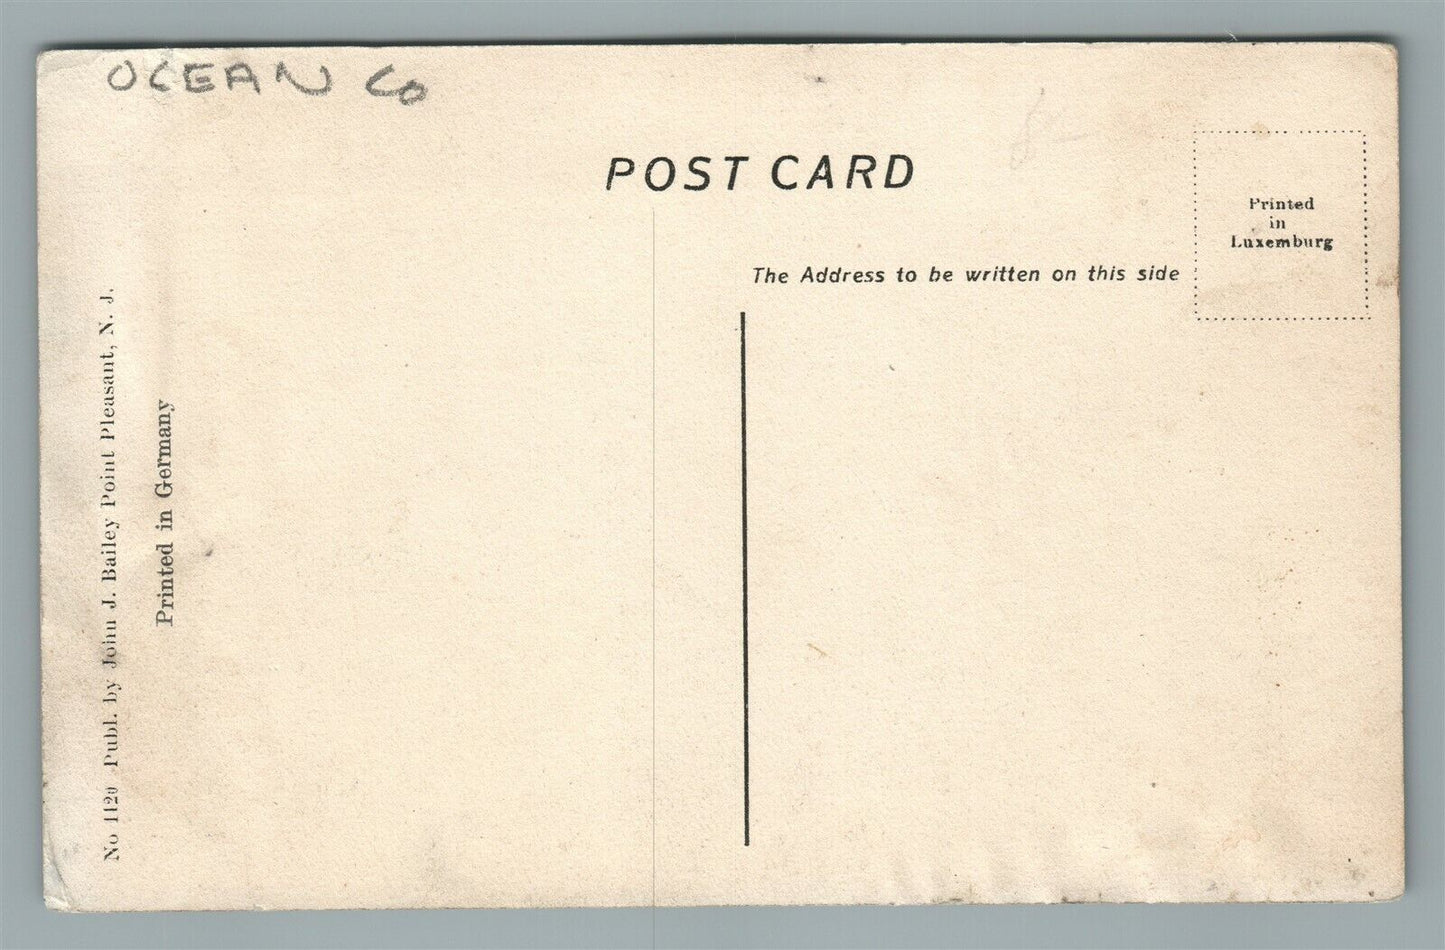 OCEAN Co
POST CARD
Printed
in
Luxemburg
The Address to be written on this side
No 1120 Publ. by John J. Bailey Point Pleasant, N. J.
Printed in Germany